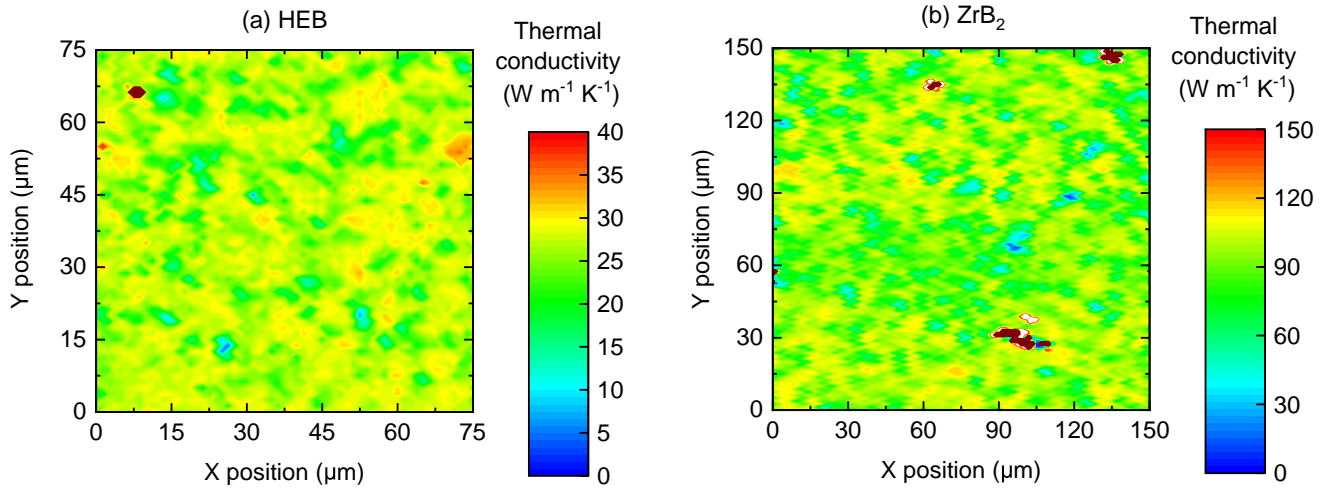 (a) HEB
75
60
45
30
15
0
Y position (µm)
0 15 30 45 60 75
X position (µm)
Thermal
conductivity
(W m⁻¹ K⁻¹)
40
35
30
25
20
15
10
5
0
(b) ZrB₂
150
120
90
60
30
0
Y position (µm)
0 30 60 90 120 150
X position (µm)
Thermal
conductivity
(W m⁻¹ K⁻¹)
150
120
90
60
30
0